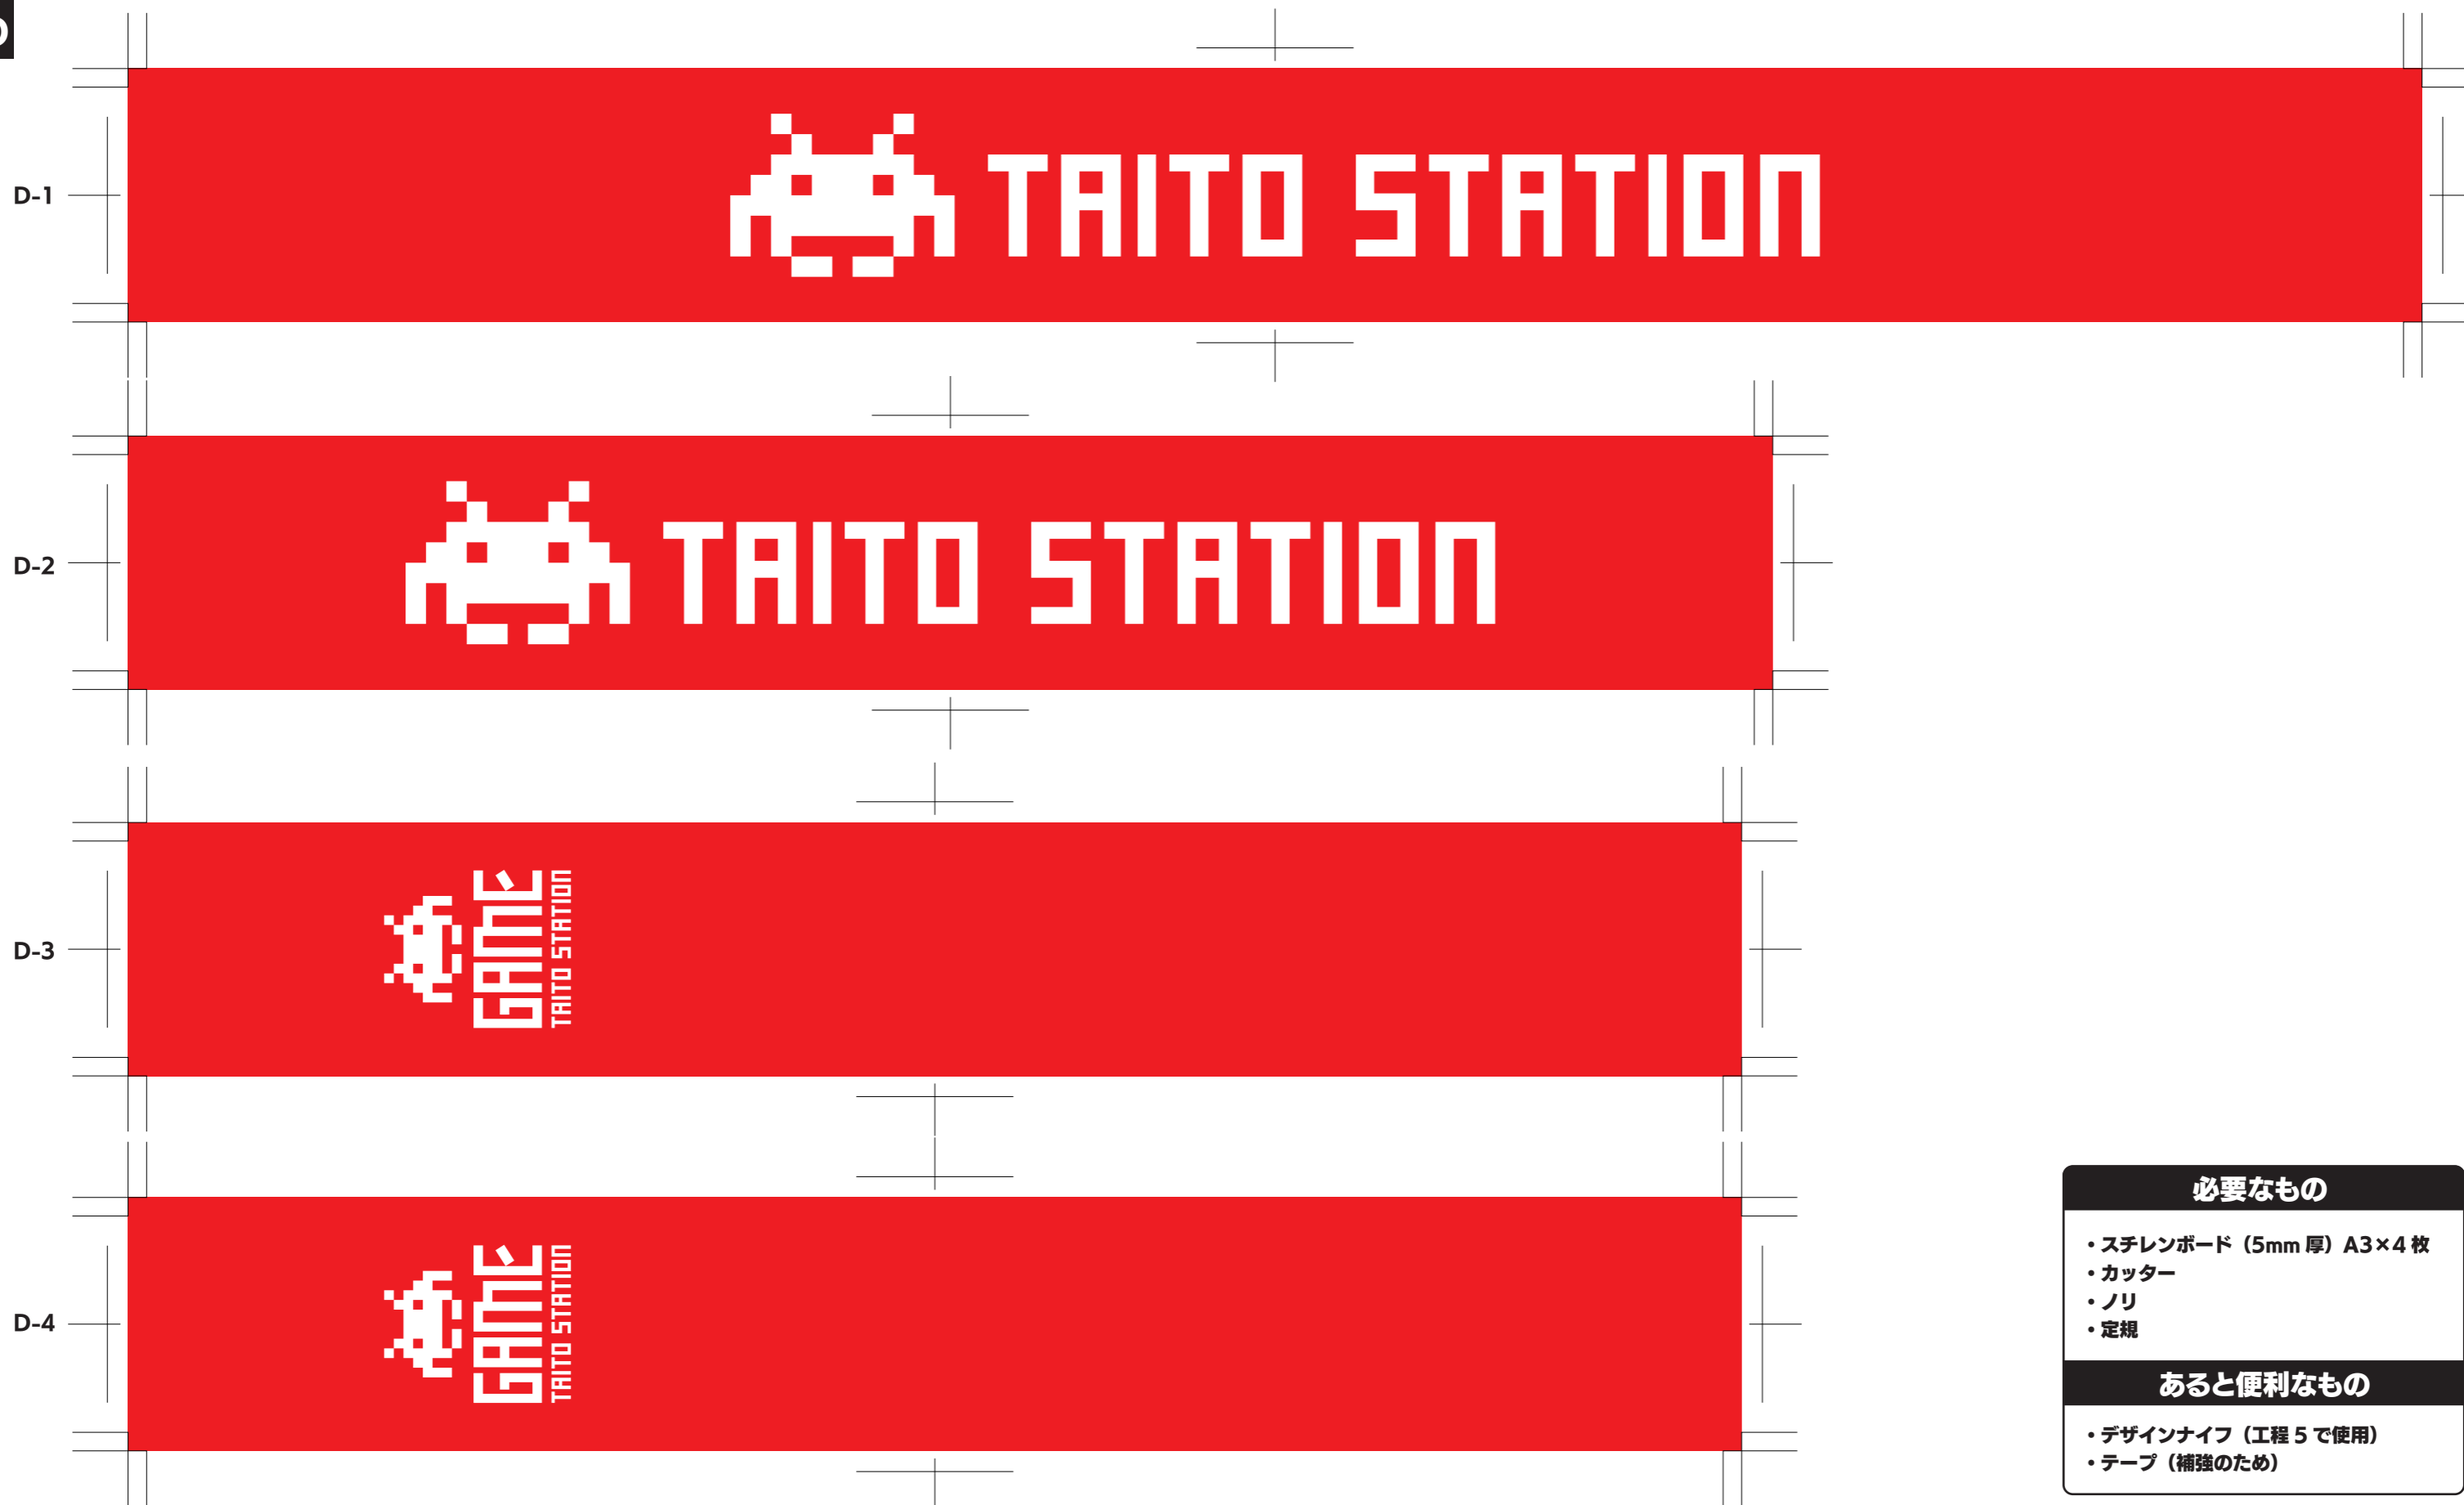 D-1
TAITO STATION
D-2
TAITO STATION
D-3
GAME
TAITO STATION
D-4
GAME
TAITO STATION
必要なもの
・スチレンボード（5mm 厚）A3×4 枚
・カッター
・ノリ
・定規
あると便利なもの
・デザインナイフ（工程 5 で使用）
・テープ（補強のため）